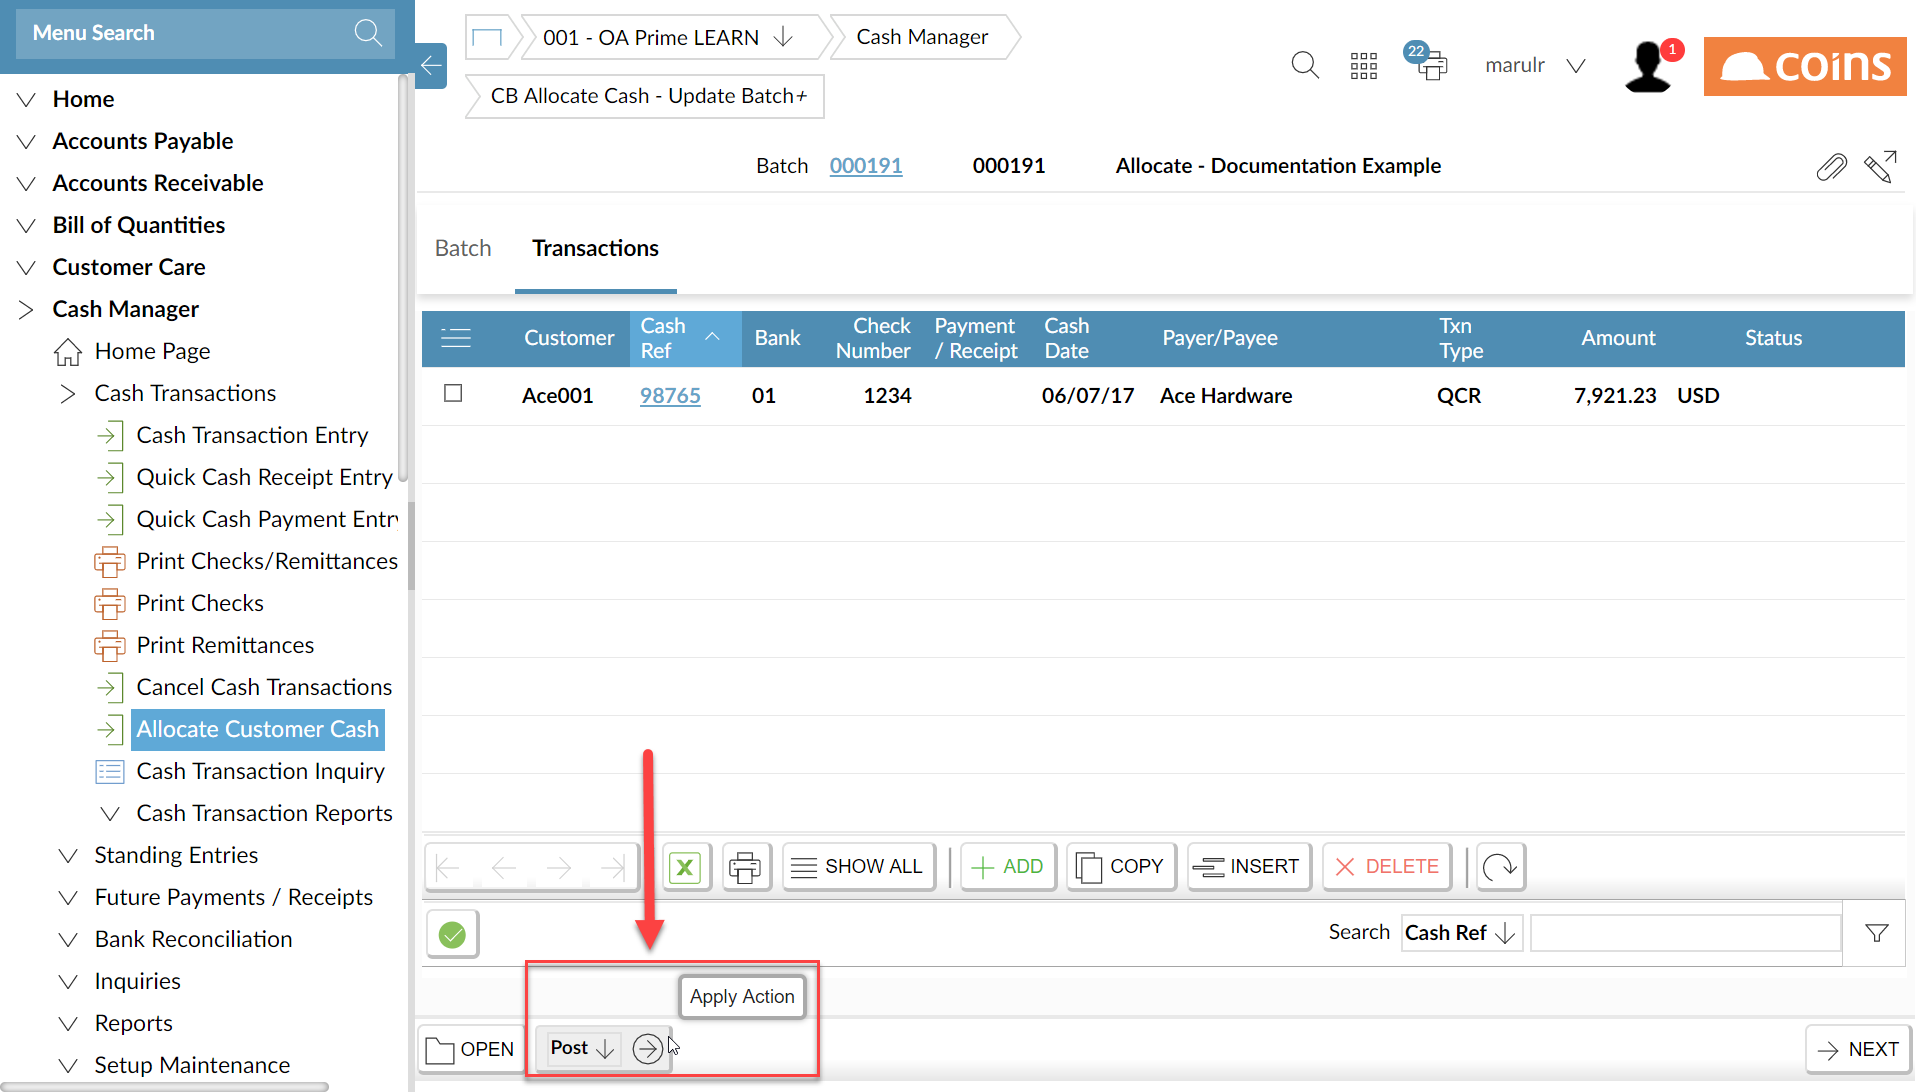 Menu Search
Home
Accounts Payable
Accounts Receivable
Bill of Quantities
Customer Care
Cash Manager
Home Page
Cash Transactions
Cash Transaction Entry
Quick Cash Receipt Entry
Quick Cash Payment Entry
Print Checks/Remittances
Print Checks
Print Remittances
Cancel Cash Transactions
Allocate Customer Cash
Cash Transaction Inquiry
Cash Transaction Reports
Standing Entries
Future Payments / Receipts
Bank Reconciliation
Inquiries
Reports
Setup Maintenance
001 - OA Prime LEARN
Cash Manager
CB Allocate Cash - Update Batch+
22
marulr
1
coins
Batch 000191 000191 Allocate - Documentation Example
Batch Transactions
Customer Cash Ref Bank Check Number Payment / Receipt Cash Date Payer/Payee Txn Type Amount Status
Ace001 98765 01 1234 06/07/17 Ace Hardware QCR 7,921.23 USD
X SHOW ALL ADD COPY INSERT DELETE
Search Cash Ref
Apply Action
OPEN Post NEXT